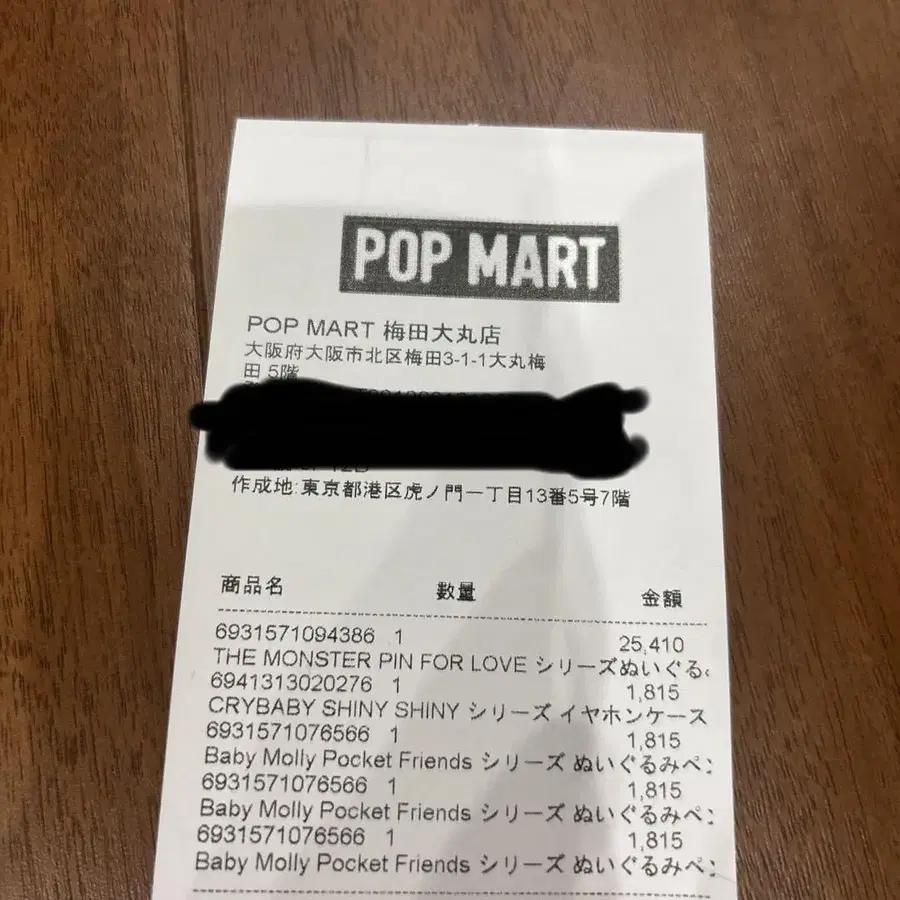 POP MART
POP MART 梅田大丸店
大阪府大阪市北区梅田3-1-1大丸梅
田 5階
作成地:東京都港区虎ノ門一丁目13番5号7階
商品名 数量 金額
6931571094386 1 25,410
THE MONSTER PIN FOR LOVE シリーズぬいぐる
6941313020276 1 1,815
CRYBABY SHINY SHINY シリーズ イヤホンケース
6931571076566 1 1,815
Baby Molly Pocket Friends シリーズ ぬいぐるみペ
6931571076566 1 1,815
Baby Molly Pocket Friends シリーズ ぬいぐるみペ
6931571076566 1 1,815
Baby Molly Pocket Friends シリーズ ぬいぐるみペ